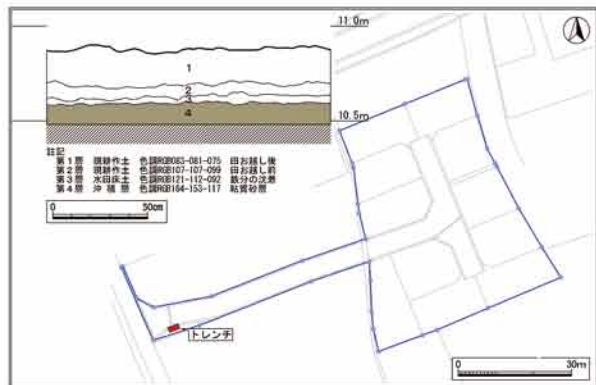 11.0m
1
2
3
4
10.5m
註記
第1層 現耕作土 色調RGB083-081-075 田お越し後
第2層 現耕作土 色調RGB107-107-099 田お越し前
第3層 水田床土 色調RGB121-112-092 鉄分の沈着
第4層 沖積層 色調RGB164-153-117 粘質砂層
0 50cm
トレンチ
0 30m